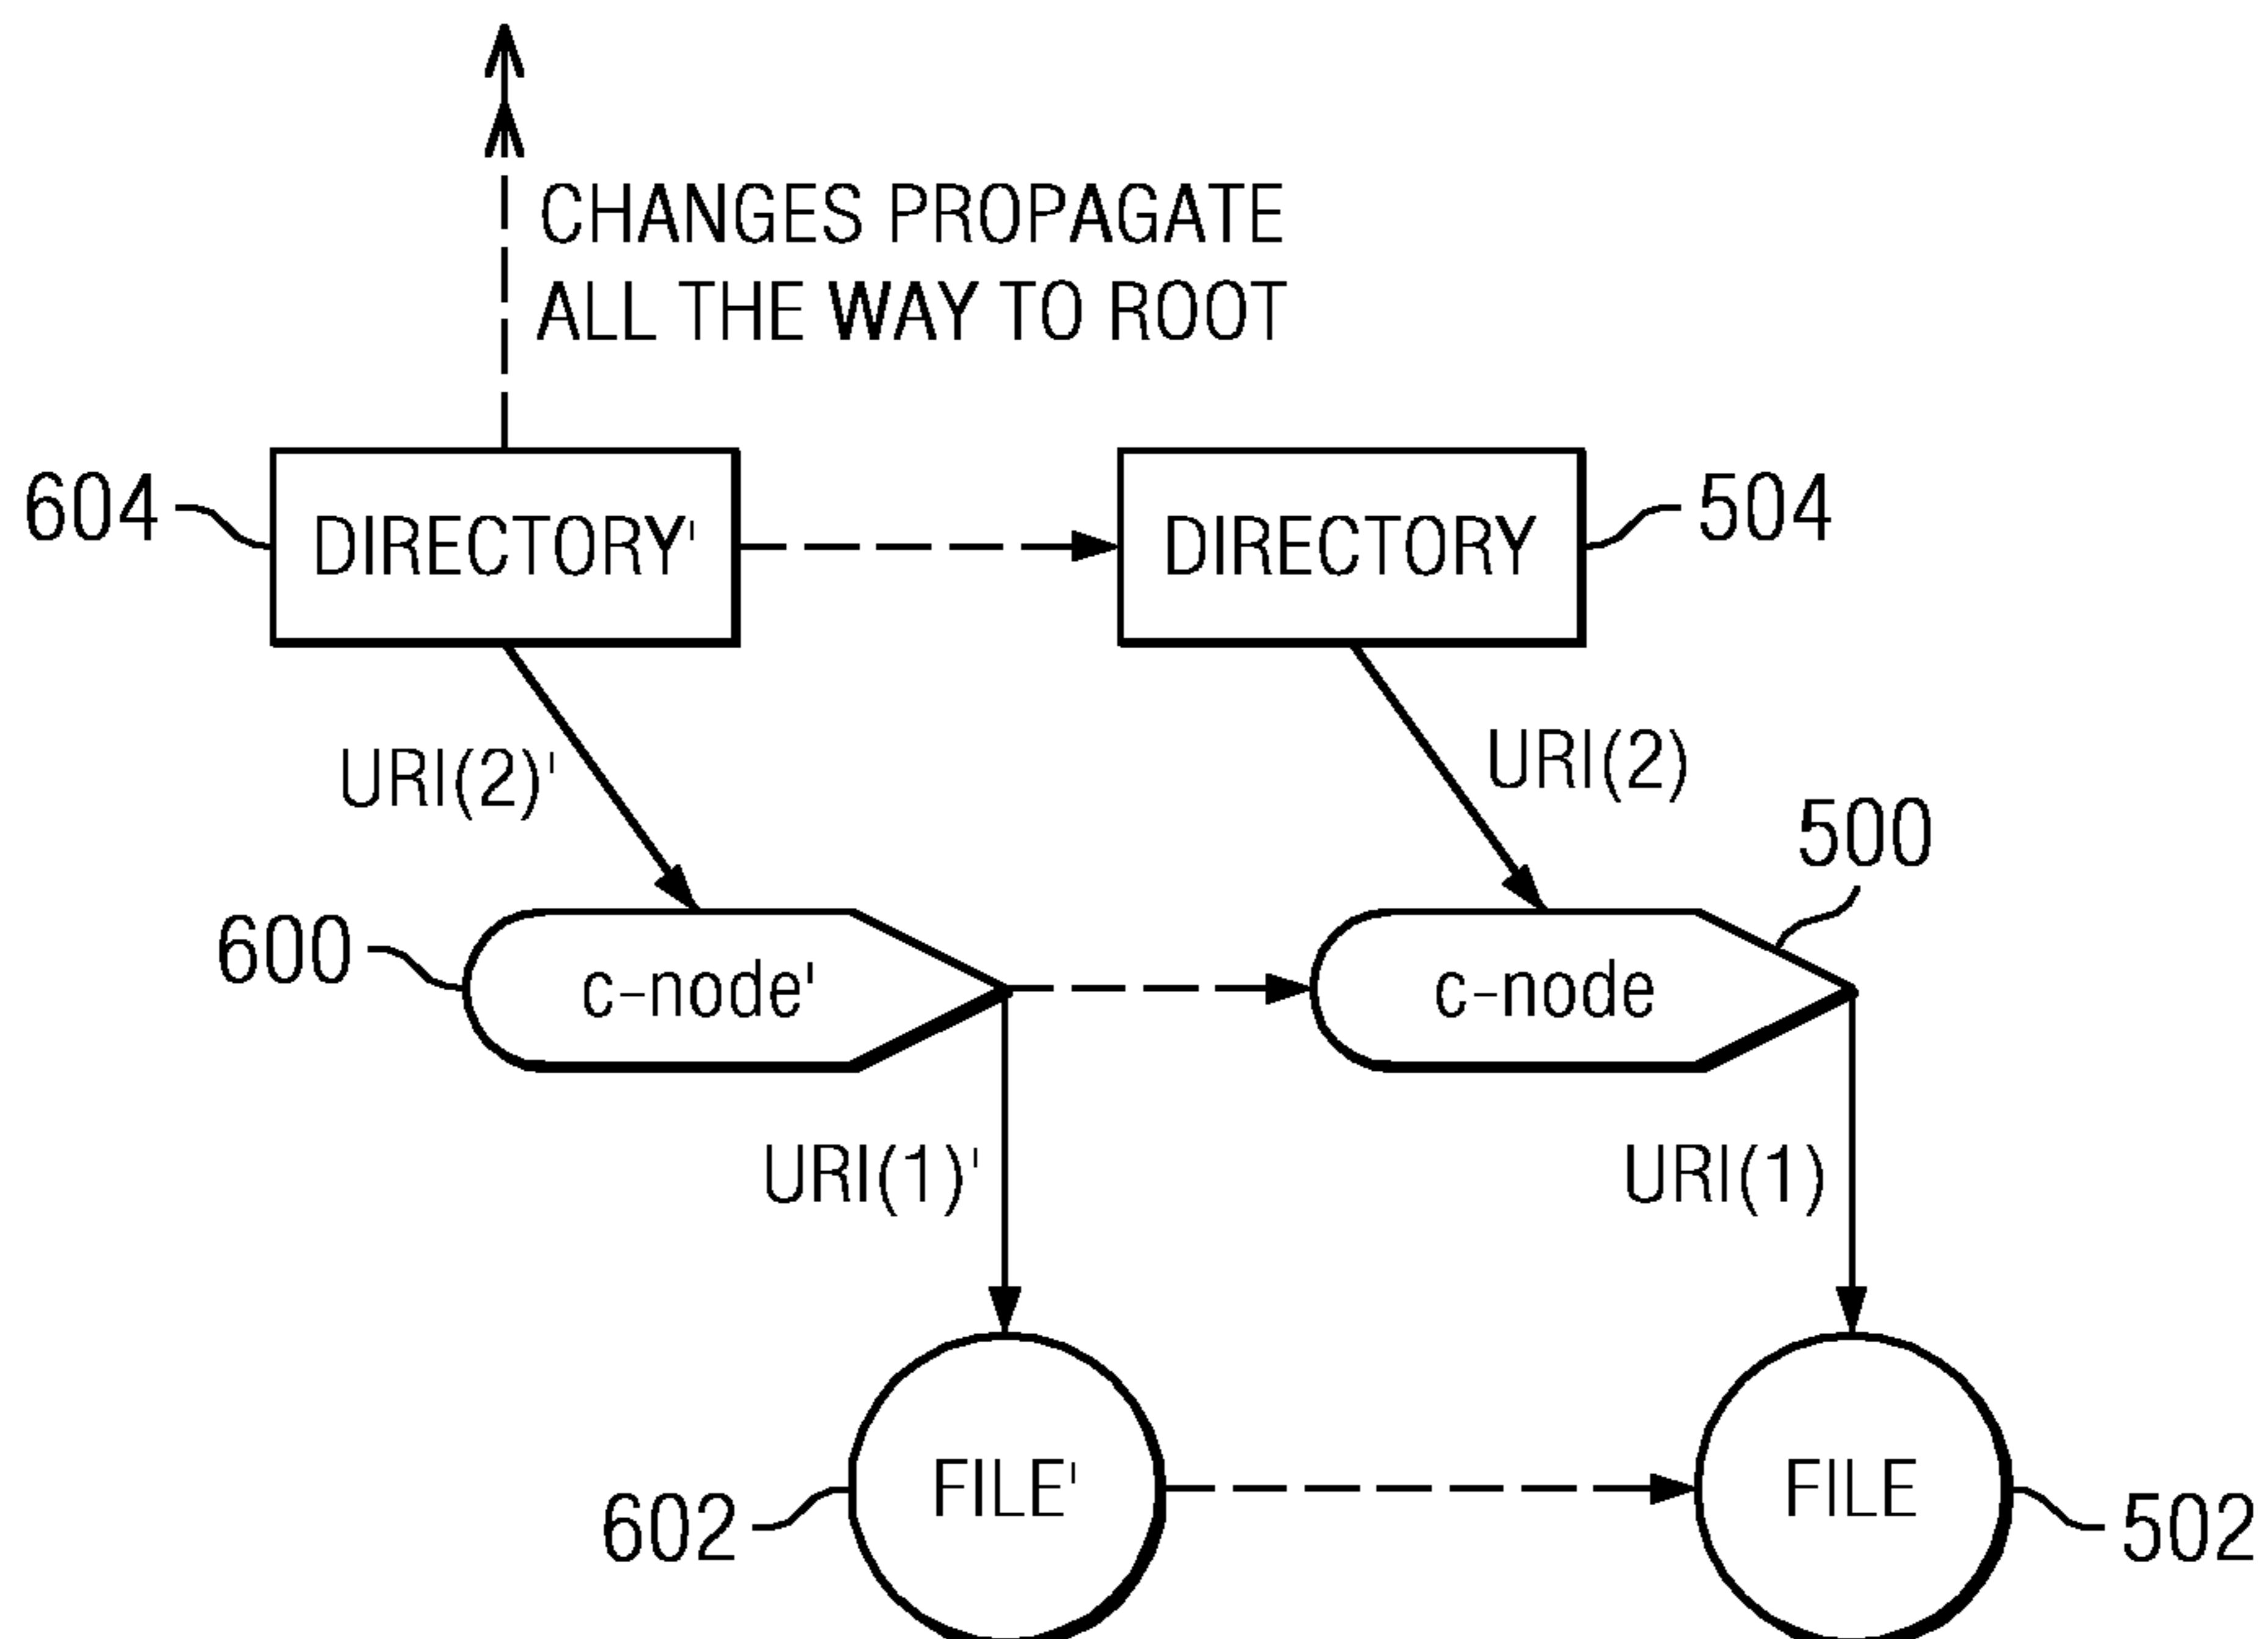 CHANGES PROPAGATE
ALL THE WAY TO ROOT
604
DIRECTORY'
DIRECTORY
504
URI(2)'
URI(2)
500
600
c-node'
c-node
URI(1)'
URI(1)
FILE'
FILE
602
502